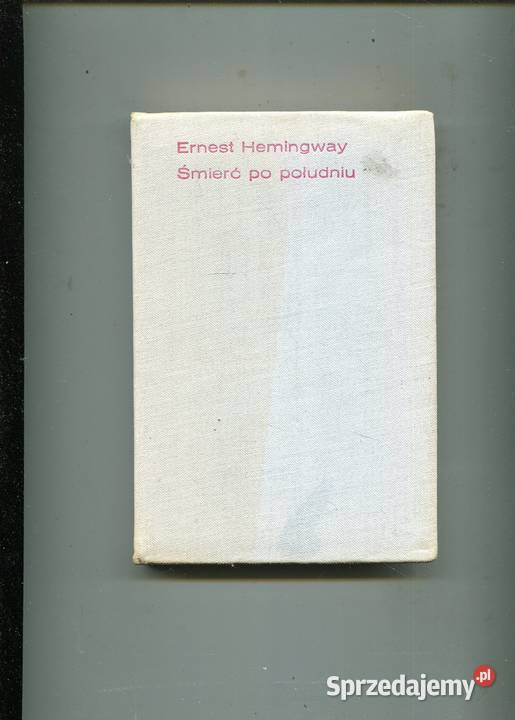 Ernest Hemingway
Śmierć po południu
Sprzedajemy.pl